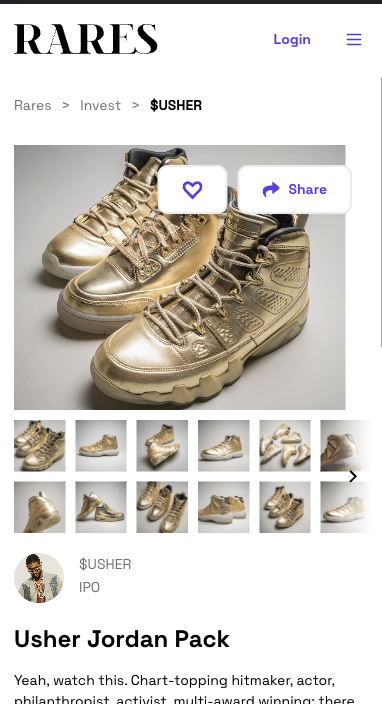 RARES
Login
Rares > Invest > $USHER
Share
$USHER
IPO
Usher Jordan Pack
Yeah, watch this. Chart-topping hitmaker, actor,
philanthropist, activist, multi-award winning: there